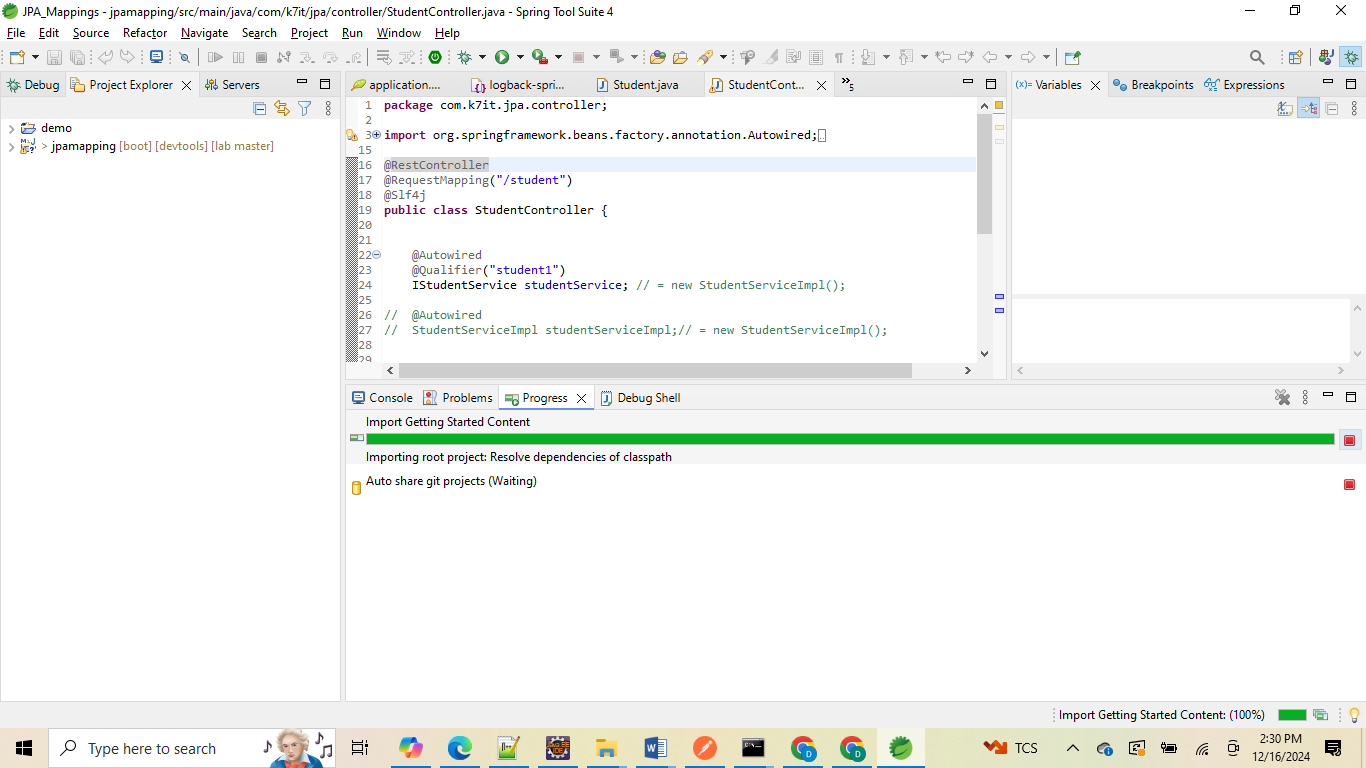 JPA_Mappings - jpamapping/src/main/java/com/k7it/jpa/controller/StudentController.java - Spring Tool Suite 4
File Edit Source Refactor Navigate Search Project Run Window Help
Debug Project Explorer Servers
demo
> jpamapping [boot] [devtools] [lab master]
application.... logback-spri... Student.java StudentCont... »5
1 package com.k7it.jpa.controller;
2
3 import org.springframework.beans.factory.annotation.Autowired;
15
16 @RestController
17 @RequestMapping("/student")
18 @Slf4j
19 public class StudentController {
20
21
22 @Autowired
23 @Qualifier("student1")
24 IStudentService studentService; // = new StudentServiceImpl();
25
26 // @Autowired
27 // StudentServiceImpl studentServiceImpl;// = new StudentServiceImpl();
28
29
(x)= Variables Breakpoints Expressions
Console Problems Progress Debug Shell
Import Getting Started Content
Importing root project: Resolve dependencies of classpath
Auto share git projects (Waiting)
Import Getting Started Content: (100%)
Type here to search
TCS
2:30 PM
12/16/2024